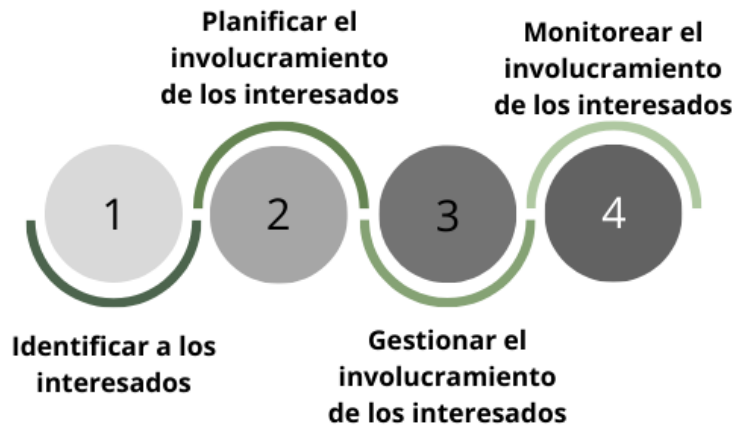 1
Identificar a los
interesados
Planificar el
involucramiento
de los interesados
2
3
Gestionar el
involucramiento
de los interesados
Monitorear el
involucramiento
de los interesados
4